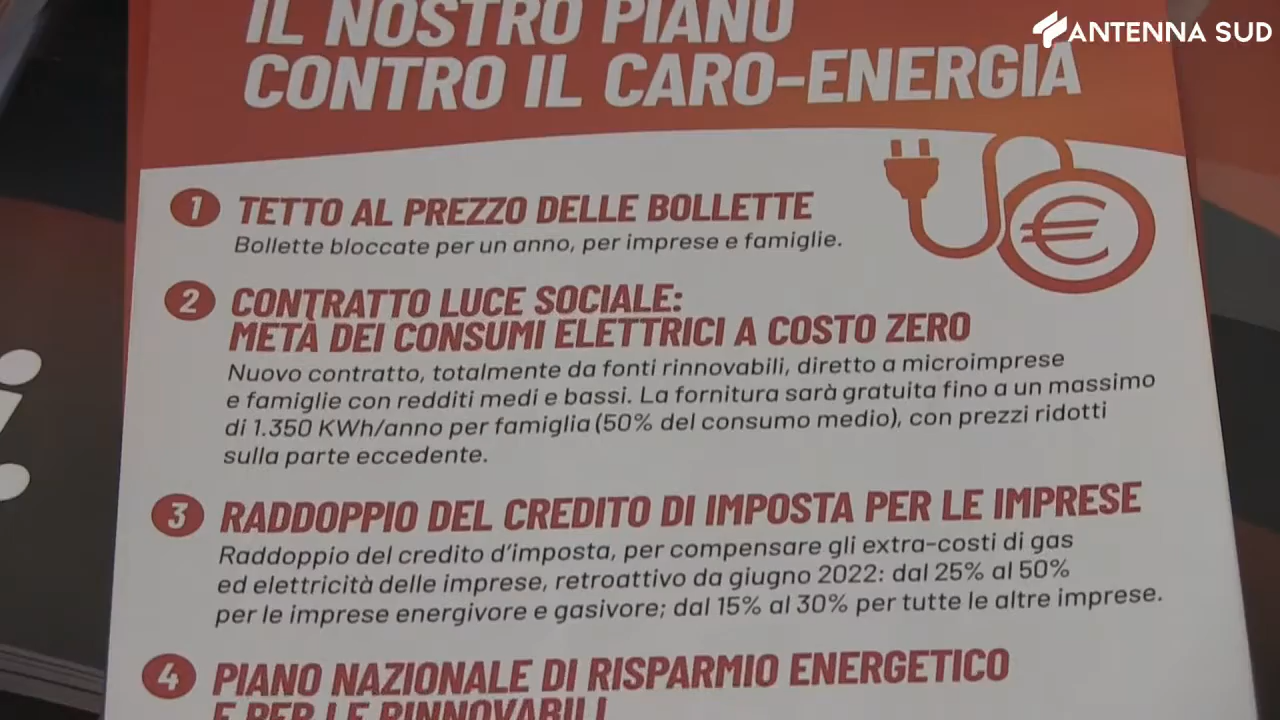 IL NOSTRO PIANO
CONTRO IL CARO-ENERGIA
ANTENNA SUD
1 TETTO AL PREZZO DELLE BOLLETTE
Bollette bloccate per un anno, per imprese e famiglie.
2 CONTRATTO LUCE SOCIALE:
METÀ DEI CONSUMI ELETTRICI A COSTO ZERO
Nuovo contratto, totalmente da fonti rinnovabili, diretto a microimprese
e famiglie con redditi medi e bassi. La fornitura sarà gratuita fino a un massimo
di 1.350 KWh/anno per famiglia (50% del consumo medio), con prezzi ridotti
sulla parte eccedente.
3 RADDOPPIO DEL CREDITO DI IMPOSTA PER LE IMPRESE
Raddoppio del credito d'imposta, per compensare gli extra-costi di gas
ed elettricità delle imprese, retroattivo da giugno 2022: dal 25% al 50%
per le imprese energivore e gasivore; dal 15% al 30% per tutte le altre imprese.
4 PIANO NAZIONALE DI RISPARMIO ENERGETICO
E PER LE RINNOVABILI